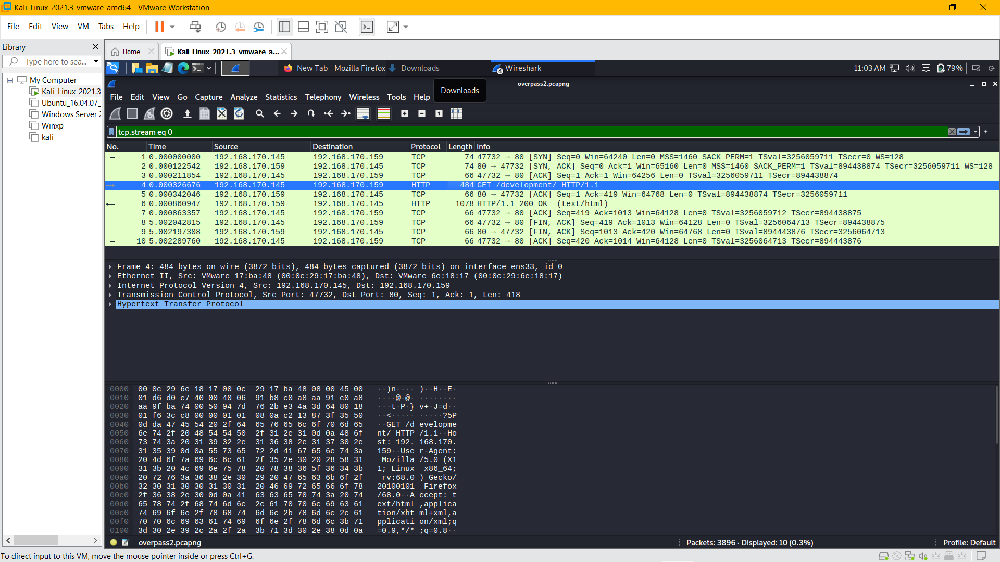 Kali-Linux-2021.3-vmware-amd64 - VMware Workstation
File Edit View VM Tabs Help
Library
Type here to sea...
Home
Kali-Linux-2021.3-vmware-a...
My Computer
Kali-Linux-2021.3
Ubuntu_16.04.07_
Windows Server 2
Winxp
kali
New Tab - Mozilla Firefox
Downloads
4
Wireshark
11:03 AM
79%
overpass2.pcapng
Downloads
File Edit View Go Capture Analyze Statistics Telephony Wireless Tools Help
tcp.stream eq 0
No. Time Source Destination Protocol Length Info
1 0.000000000 192.168.170.145 192.168.170.159 TCP 74 47732 → 80 [SYN] Seq=0 Win=64240 Len=0 MSS=1460 SACK_PERM=1 TSval=3256059711 TSecr=0 WS=128
2 0.000122542 192.168.170.159 192.168.170.145 TCP 74 80 → 47732 [SYN, ACK] Seq=0 Ack=1 Win=65160 Len=0 MSS=1460 SACK_PERM=1 TSval=894438874 TSecr=3256059711 WS=128
3 0.000211854 192.168.170.145 192.168.170.159 TCP 66 47732 → 80 [ACK] Seq=1 Ack=1 Win=64256 Len=0 TSval=3256059711 TSecr=894438874
4 0.000326676 192.168.170.145 192.168.170.159 HTTP 484 GET /development/ HTTP/1.1
5 0.000342046 192.168.170.159 192.168.170.145 TCP 66 80 → 47732 [ACK] Seq=1 Ack=419 Win=64768 Len=0 TSval=894438874 TSecr=3256059711
6 0.000860947 192.168.170.159 192.168.170.145 HTTP 1078 HTTP/1.1 200 OK (text/html)
7 0.000863357 192.168.170.145 192.168.170.159 TCP 66 47732 → 80 [ACK] Seq=419 Ack=1013 Win=64128 Len=0 TSval=3256059712 TSecr=894438875
8 5.002042815 192.168.170.145 192.168.170.159 TCP 66 47732 → 80 [FIN, ACK] Seq=419 Ack=1013 Win=64128 Len=0 TSval=3256064713 TSecr=894438875
9 5.002197308 192.168.170.159 192.168.170.145 TCP 66 80 → 47732 [FIN, ACK] Seq=1013 Ack=420 Win=64768 Len=0 TSval=894443876 TSecr=3256064713
10 5.002289760 192.168.170.145 192.168.170.159 TCP 66 47732 → 80 [ACK] Seq=420 Ack=1014 Win=64128 Len=0 TSval=3256064713 TSecr=894443876
Frame 4: 484 bytes on wire (3872 bits), 484 bytes captured (3872 bits) on interface ens33, id 0
Ethernet II, Src: VMware_17:ba:48 (00:0c:29:17:ba:48), Dst: VMware_6e:18:17 (00:0c:29:6e:18:17)
Internet Protocol Version 4, Src: 192.168.170.145, Dst: 192.168.170.159
Transmission Control Protocol, Src Port: 47732, Dst Port: 80, Seq: 1, Ack: 1, Len: 418
Hypertext Transfer Protocol
0000 00 0c 29 6e 18 17 00 0c 29 17 ba 48 08 00 45 00 ··)n···· )··H··E·
0010 01 d6 d0 e7 40 00 40 06 91 b8 c0 a8 aa 91 c0 a8 ····@·@· ········
0020 aa 9f ba 74 00 50 94 7d 76 2b e3 4a 3d 64 80 18 ···t·P·} v+·J=d··
0030 01 f6 3c c8 00 00 01 01 08 0a c2 13 87 3f 35 50 ··<····· ·····?5P
0040 0d da 47 45 54 20 2f 64 65 76 65 6c 6f 70 6d 65 ··GET /d evelopme
0050 6e 74 2f 20 48 54 54 50 2f 31 2e 31 0d 0a 48 6f nt/ HTTP /1.1··Ho
0060 73 74 3a 20 31 39 32 2e 31 36 38 2e 31 37 30 2e st: 192. 168.170.
0070 31 35 39 0d 0a 55 73 65 72 2d 41 67 65 6e 74 3a 159··Use r-Agent:
0080 20 4d 6f 7a 69 6c 6c 61 2f 35 2e 30 20 28 58 31 Mozilla /5.0 (X1
0090 31 3b 20 4c 69 6e 75 78 20 78 38 36 5f 36 34 3b 1; Linux x86_64;
00a0 20 72 76 3a 36 38 2e 30 29 20 47 65 63 6b 6f 2f rv:68.0 ) Gecko/
00b0 32 30 31 30 30 31 30 31 20 46 69 72 65 66 6f 78 20100101 Firefox
00c0 2f 36 38 2e 30 0d 0a 41 63 63 65 70 74 3a 20 74 /68.0··A ccept: t
00d0 65 78 74 2f 68 74 6d 6c 2c 61 70 70 6c 69 63 61 ext/html ,applica
00e0 74 69 6f 6e 2f 78 68 74 6d 6c 2b 78 6d 6c 2c 61 tion/xht ml+xml,a
00f0 70 70 6c 69 63 61 74 69 6f 6e 2f 78 6d 6c 3b 71 pplicati on/xml;q
0100 3d 30 2e 39 2c 2a 2f 2a 3b 71 3d 30 2e 38 0d 0a =0.9,*/* ;q=0.8··
overpass2.pcapng
Packets: 3896 · Displayed: 10 (0.3%)
Profile: Default
To direct input to this VM, move the mouse pointer inside or press Ctrl+G.